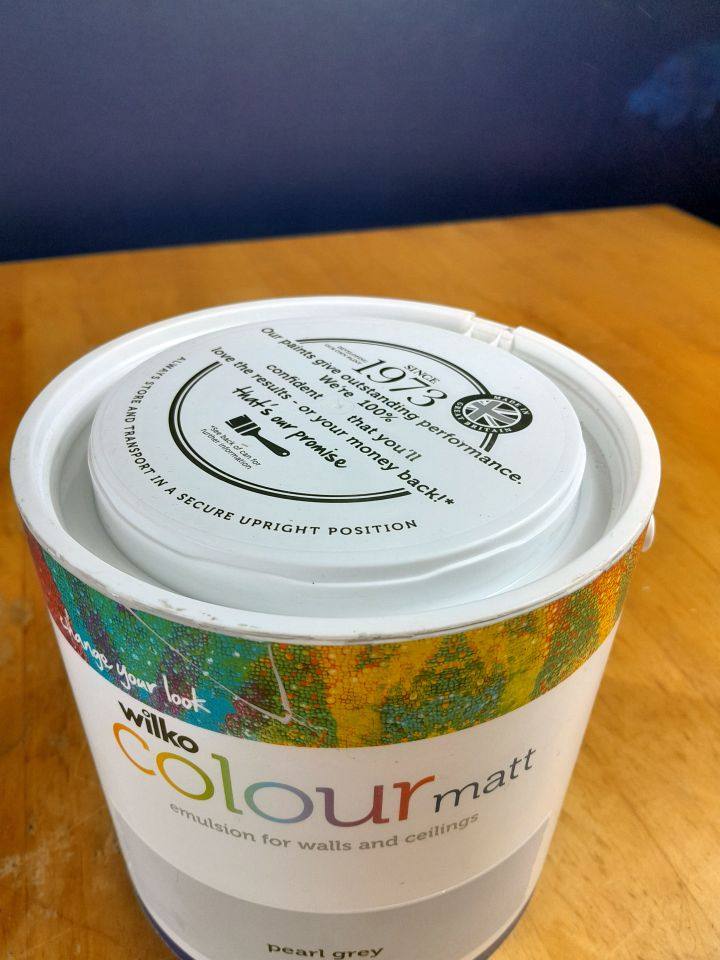 SINCE
1973
MADE IN
GREAT BRITAIN
Our paints give outstanding performance.
We're 100%
confident that you'll
love the results - or your money back!*
that's our promise
*See back of can for
further information
ALWAYS STORE AND TRANSPORT IN A SECURE UPRIGHT POSITION
change your look
wilko
colour matt
emulsion for walls and ceilings
pearl grey